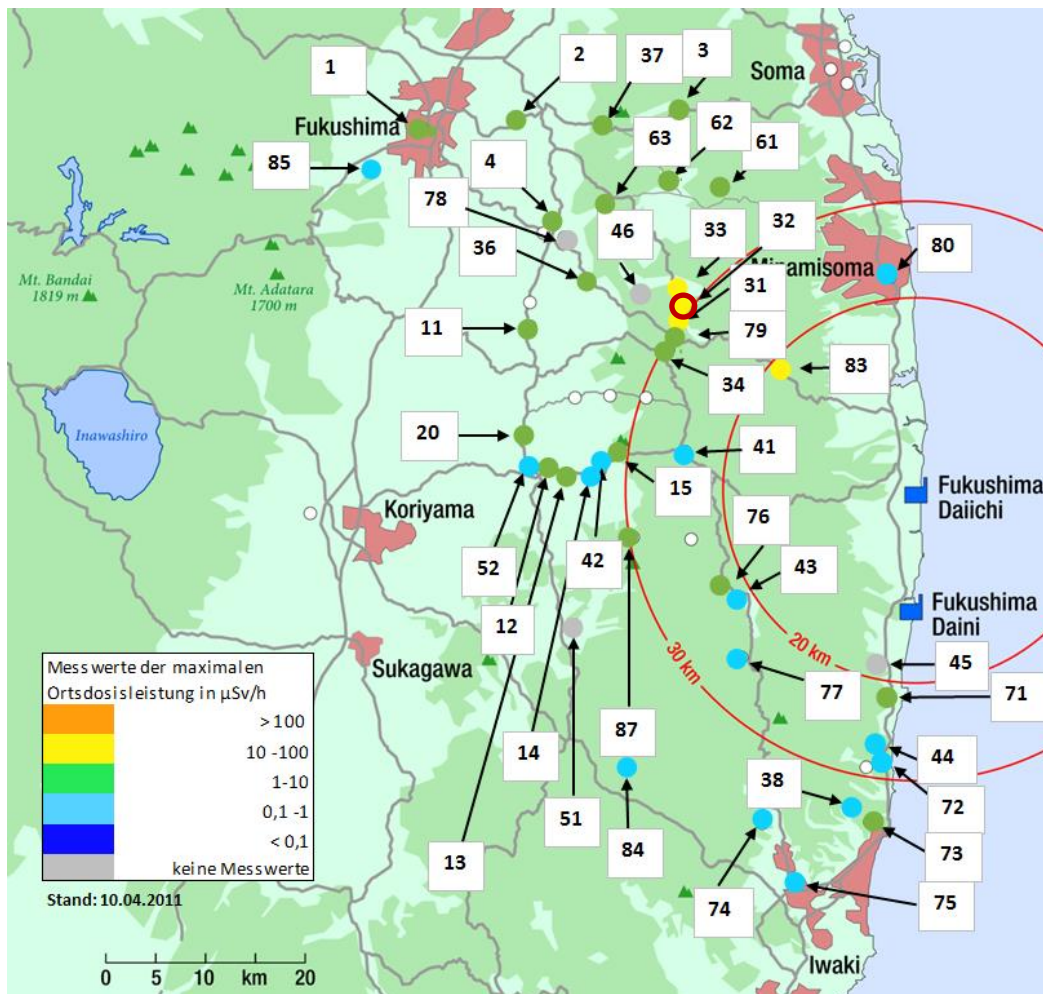 1
2
37
3
Soma
Fukushima
85
4
63
62
61
78
46
33
32
36
Minamisoma
80
31
Mt. Bandai
1819 m
Mt. Adatara
1700 m
11
79
34
83
Inawashiro
20
41
15
Koriyama
Fukushima
Daiichi
76
52
42
43
12
Fukushima
Daini
20 km
30 km
Sukagawa
45
77
71
Messwerte der maximalen
Ortsdosisleistung in µSv/h
>100
10 -100
1-10
0,1 -1
< 0,1
keine Messwerte
14
87
44
38
72
13
51
84
73
74
75
Stand: 10.04.2011
0 5 10 20
km
Iwaki